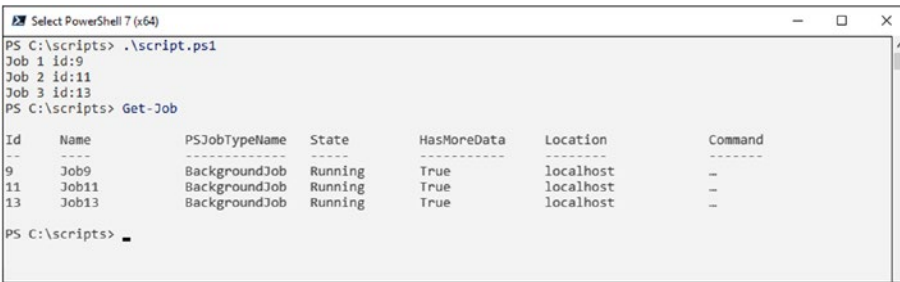 Select PowerShell 7 (x64)
PS C:\scripts> .\script.ps1
Job 1 id:9
Job 2 id:11
Job 3 id:13
PS C:\scripts> Get-Job
Id Name PSJobTypeName State HasMoreData Location Command
-- ---- ------------- ----- ----------- -------- -------
9 Job9 BackgroundJob Running True localhost …
11 Job11 BackgroundJob Running True localhost …
13 Job13 BackgroundJob Running True localhost …
PS C:\scripts>